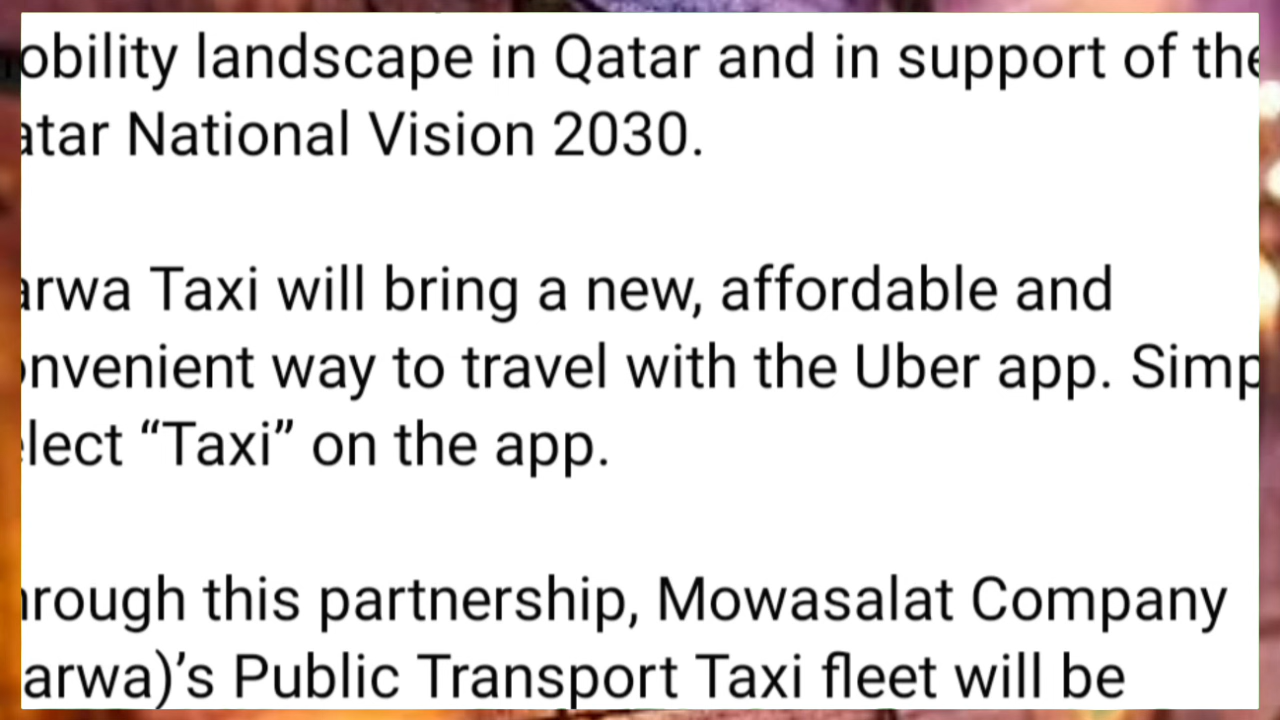 obility landscape in Qatar and in support of the
atar National Vision 2030.
arwa Taxi will bring a new, affordable and
onvenient way to travel with the Uber app. Simp
elect “Taxi” on the app.
hrough this partnership, Mowasalat Company
arwa)’s Public Transport Taxi fleet will be